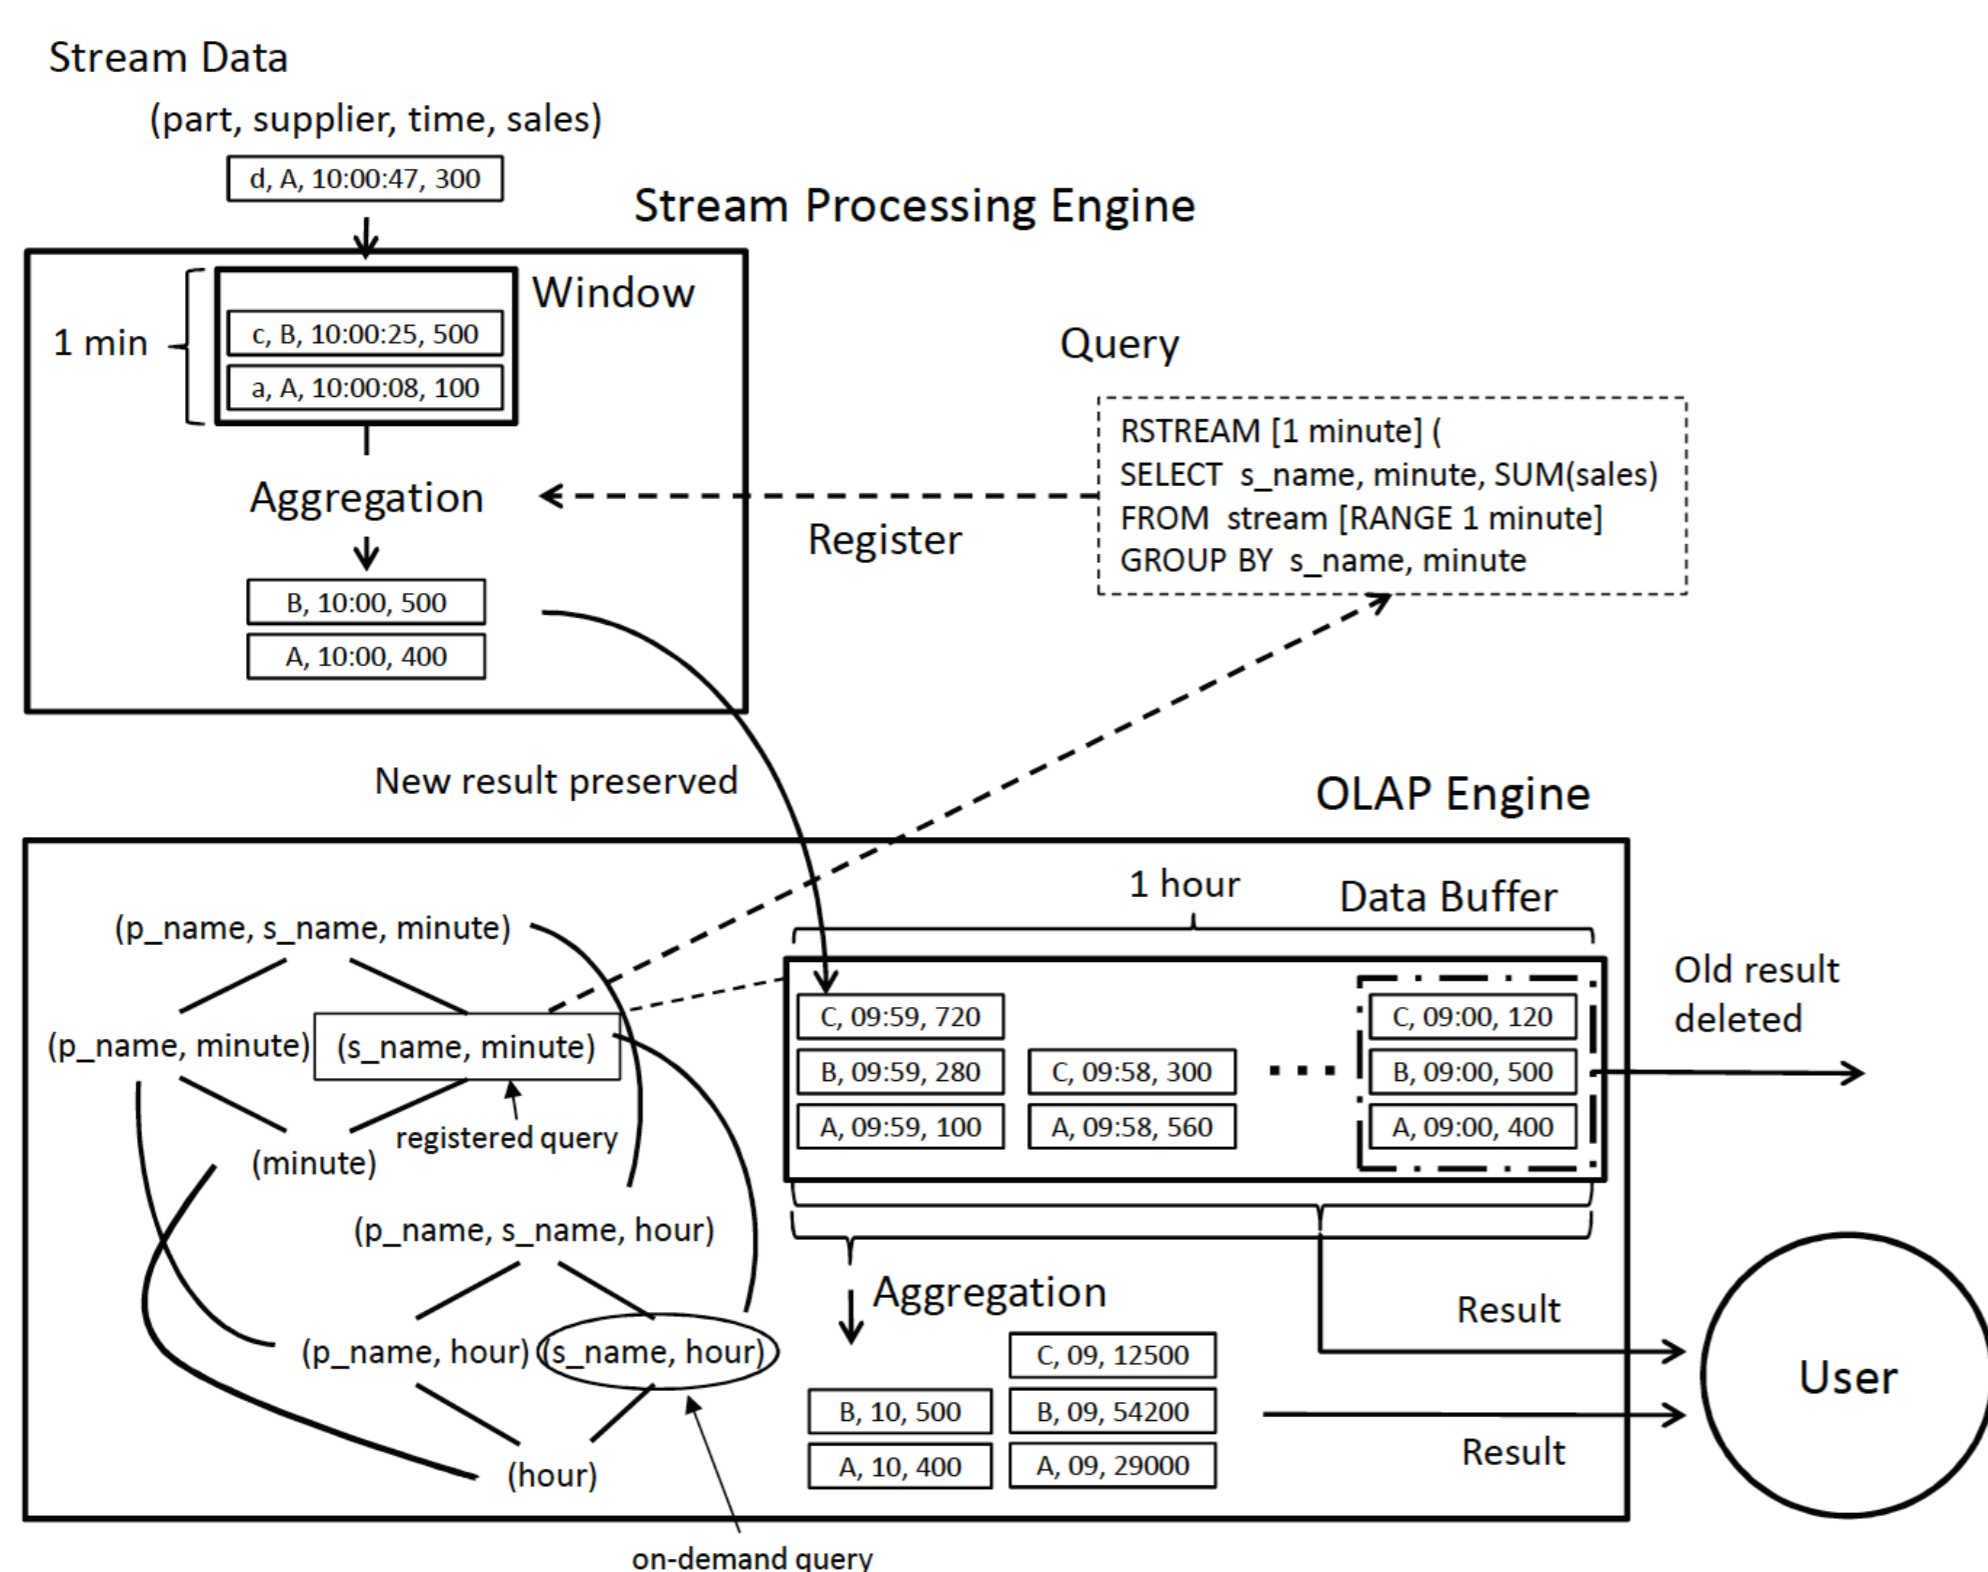 Stream Data
(part, supplier, time, sales)
d, A, 10:00:47, 300
Stream Processing Engine
Window
1 min
c, B, 10:00:25, 500
a, A, 10:00:08, 100
Aggregation
B, 10:00, 500
A, 10:00, 400
Query
RSTREAM [1 minute] (
SELECT s_name, minute, SUM(sales)
FROM stream [RANGE 1 minute]
GROUP BY s_name, minute
Register
New result preserved
OLAP Engine
(p_name, s_name, minute)
(p_name, minute)
(s_name, minute)
registered query
(minute)
(p_name, s_name, hour)
(p_name, hour)
(s_name, hour)
(hour)
on-demand query
1 hour
Data Buffer
C, 09:59, 720
B, 09:59, 280
A, 09:59, 100
C, 09:58, 300
A, 09:58, 560
C, 09:00, 120
B, 09:00, 500
A, 09:00, 400
Old result
deleted
Aggregation
B, 10, 500
A, 10, 400
C, 09, 12500
B, 09, 54200
A, 09, 29000
Result
Result
User